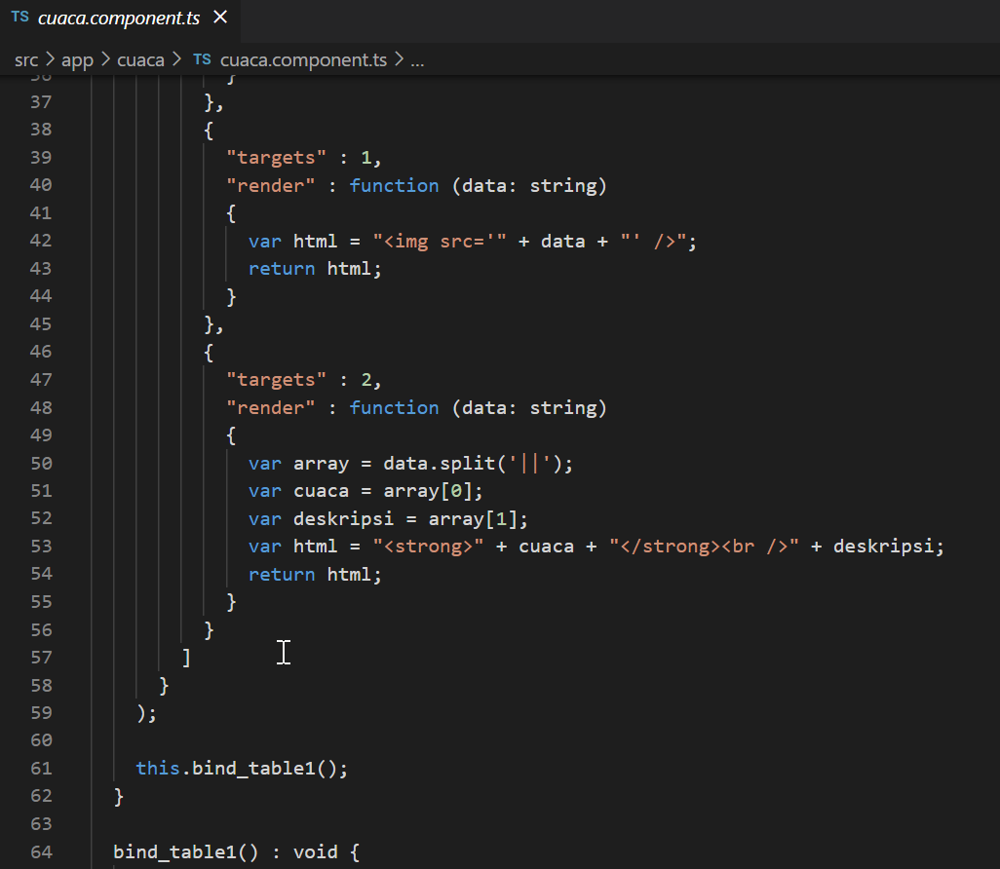 TS cuaca.component.ts ×
src > app > cuaca > TS cuaca.component.ts > ...
36 }
37 },
38 {
39 "targets" : 1,
40 "render" : function (data: string)
41 {
42 var html = "<img src='" + data + "' />";
43 return html;
44 }
45 },
46 {
47 "targets" : 2,
48 "render" : function (data: string)
49 {
50 var array = data.split('||');
51 var cuaca = array[0];
52 var deskripsi = array[1];
53 var html = "<strong>" + cuaca + "</strong><br />" + deskripsi;
54 return html;
55 }
56 }
57 ]
58 }
59 );
60
61 this.bind_table1();
62 }
63
64 bind_table1() : void {